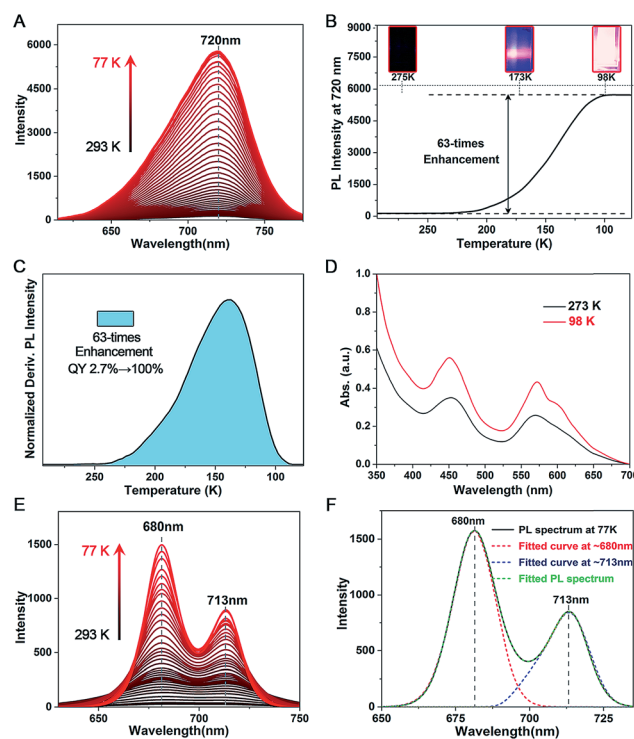 A
720nm
77 K
293 K
Intensity
6000
4500
3000
1500
0
650
700
750
Wavelength(nm)
B
275K
173K
98K
PL Intensity at 720 nm
9000
7500
6000
4500
3000
1500
0
63-times
Enhancement
250
200
150
100
Temperature (K)
C
Normalized Deriv. PL Intensity
63-times
Enhancement
QY 2.7%→100%
250
200
150
100
Temperature (K)
D
273 K
98 K
Abs. (a.u.)
1.0
0.8
0.6
0.4
0.2
0.0
350
400
450
500
550
600
650
700
Wavelength (nm)
E
680nm
713nm
77 K
293 K
Intensity
1500
1000
500
0
650
700
750
Wavelength(nm)
F
680nm
713nm
PL spectrum at 77K
Fitted curve at ~680nm
Fitted curve at ~713nm
Fitted PL spectrum
Intensity
1500
1000
500
0
650
675
700
725
Wavelength (nm)